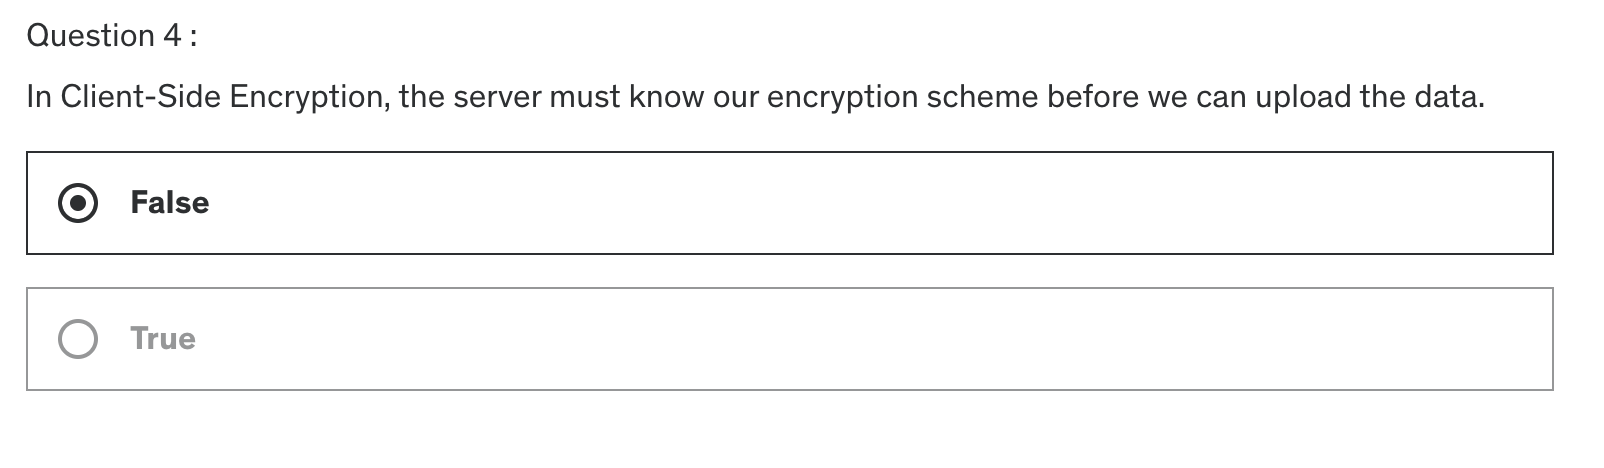 Question 4 :
In Client-Side Encryption, the server must know our encryption scheme before we can upload the data.
False
True